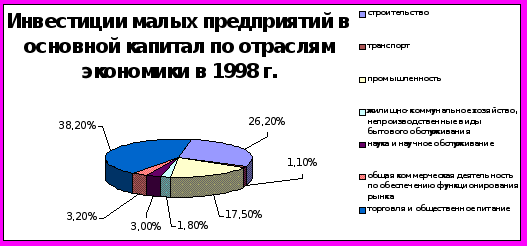 Инвестиции малых предприятий в
основной капитал по отраслям
экономики в 1998 г.
38,20%
26,20%
1,10%
17,50%
1,80%
3,00%
3,20%
строительство
транспорт
промышленность
жилищно-коммунальное хозяйство,
непроизводственные виды
бытового обслуживания
наука и научное обслуживание
общая коммерческая деятельность
по обеспечению функционирования
рынка
торговля и общественное питание